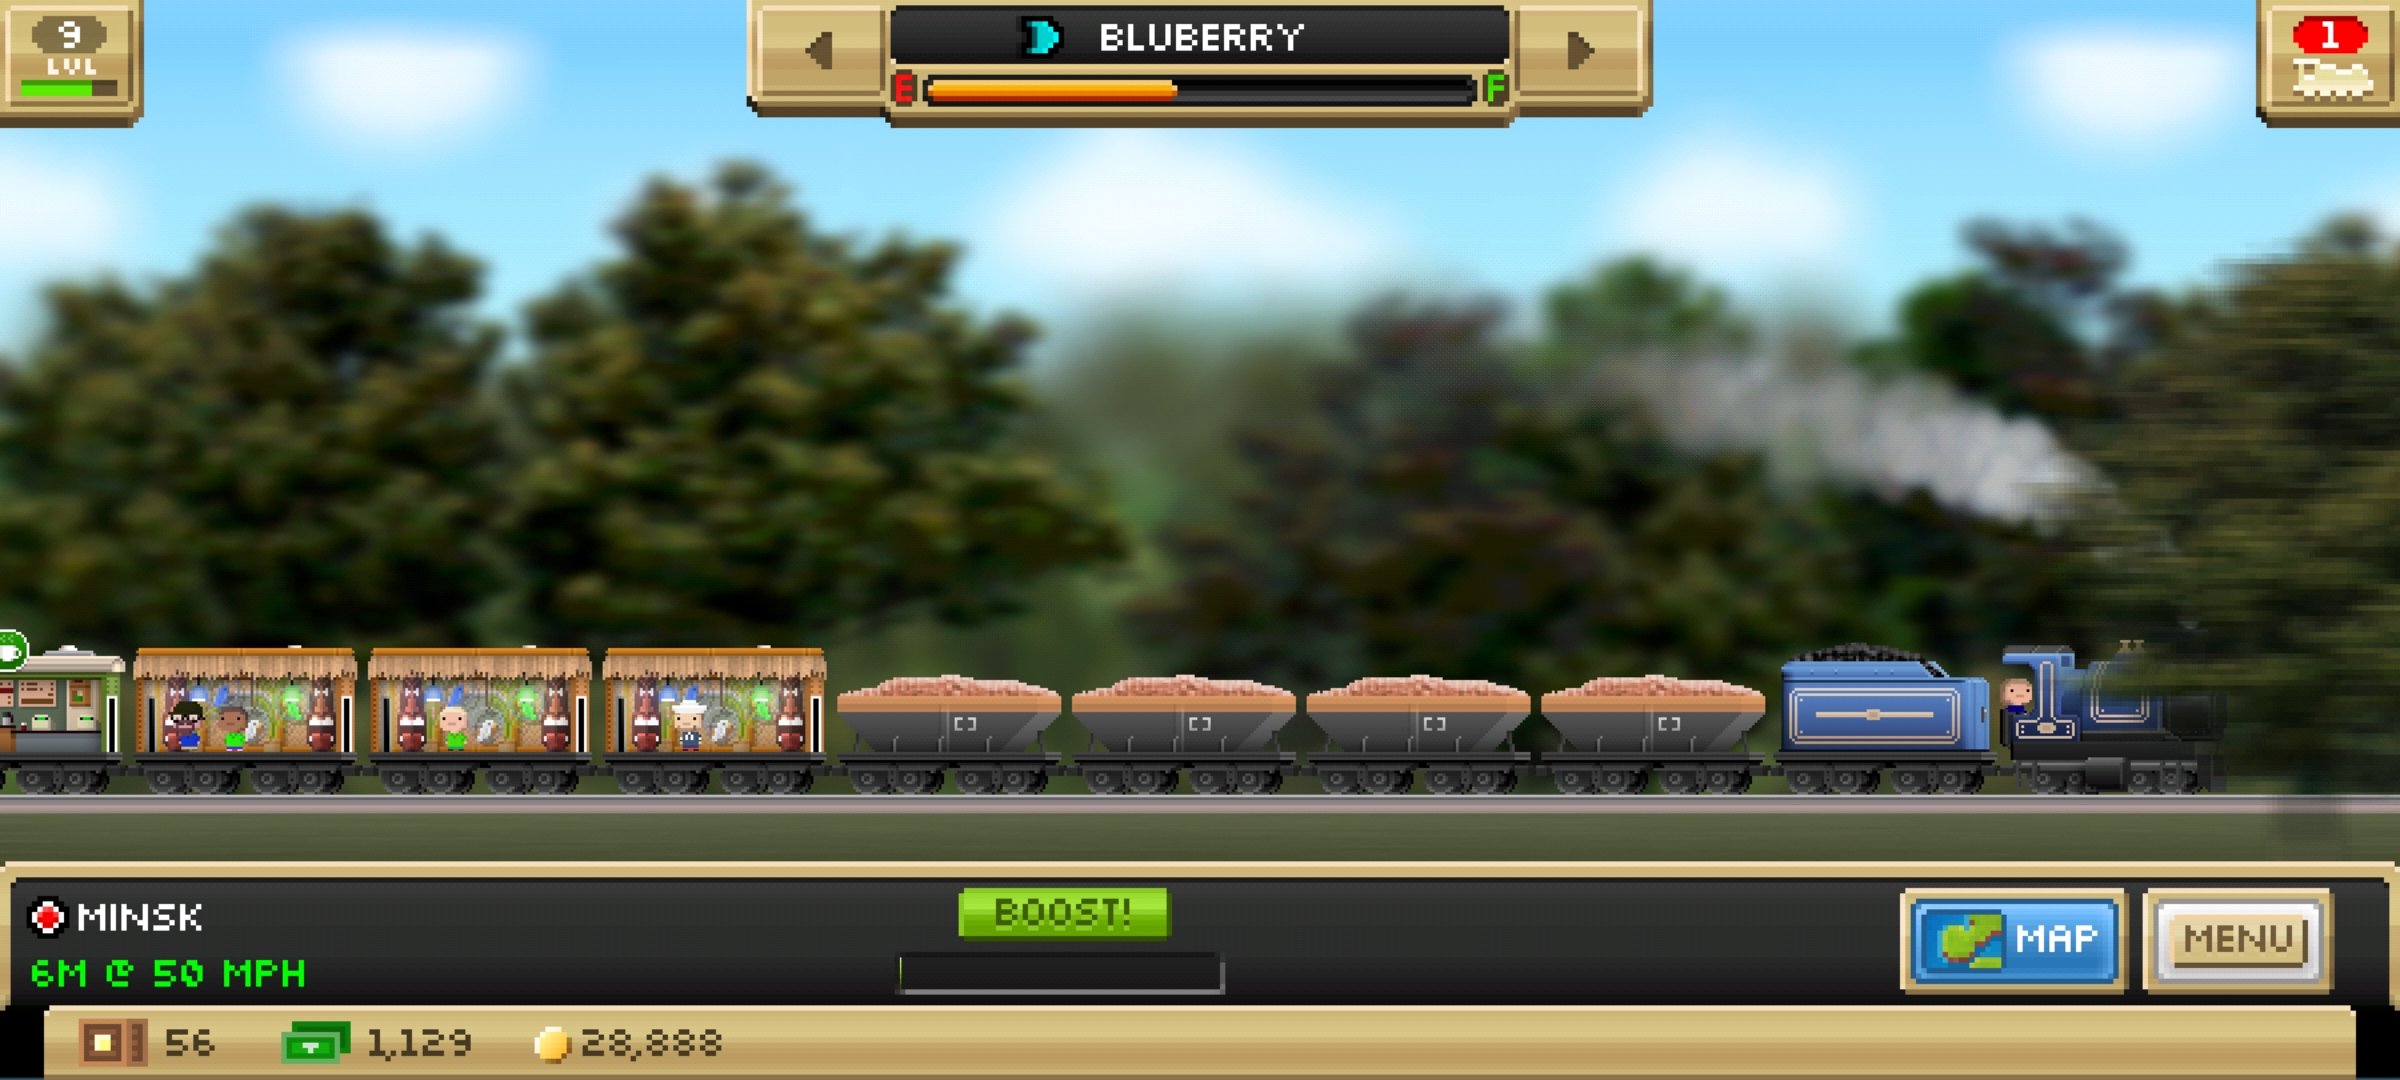 9
LVL
BLUBERRY
E F
1
MINSK
6M @ 50 MPH
BOOST!
MAP
MENU
56 1,129 28,888